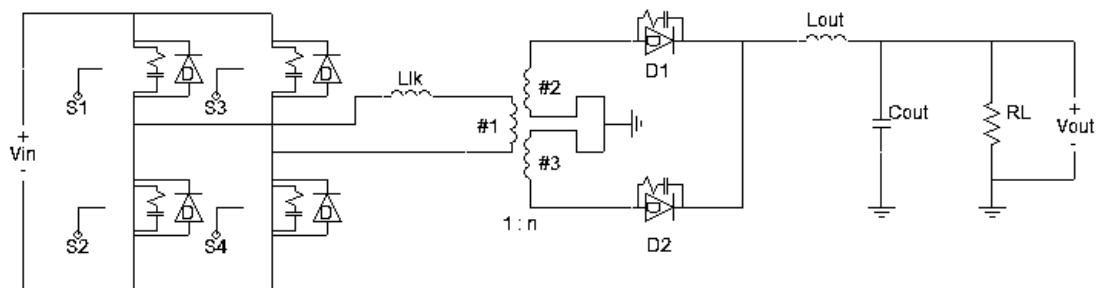 Lout
D1
D
D
D
Llk
#2
S1
S3
Cout
RL
+
Vout
-
+
Vin
-
#1
#3
D
D
D
S2
S4
1 : n
D2